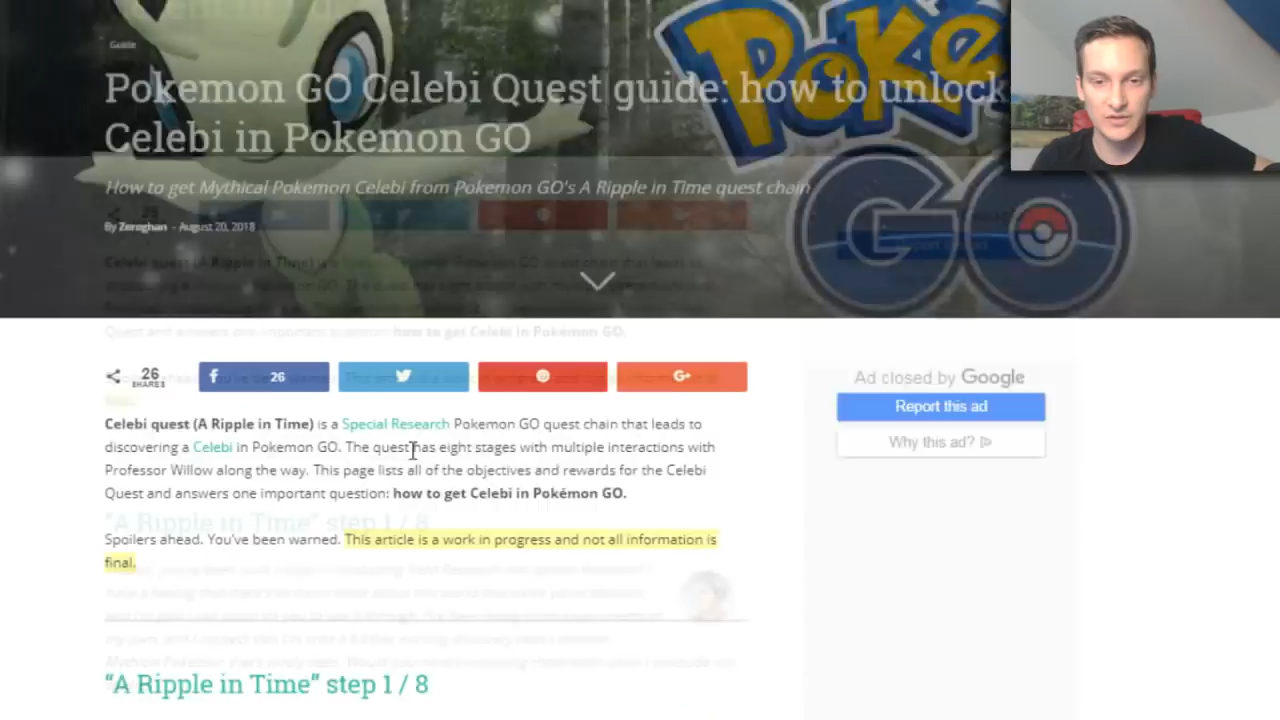 Guide
Pokemon GO Celebi Quest guide: how to unlock
Celebi in Pokemon GO
How to get Mythical Pokemon Celebi from Pokemon GO's A Ripple in Time quest chain
By Zeroghan - August 20, 2018
Poke
GO
26
SHARES
26
G+
Ad closed by Google
Report this ad
Why this ad?
Celebi quest (A Ripple in Time) is a Special Research Pokemon GO quest chain that leads to
discovering a Celebi in Pokemon GO. The quest has eight stages with multiple interactions with
Professor Willow along the way. This page lists all of the objectives and rewards for the Celebi
Quest and answers one important question: how to get Celebi in Pokémon GO.
"A Ripple in Time" step 1 / 8
Spoilers ahead. You've been warned. This article is a work in progress and not all information is
final.
"A Ripple in Time" step 1 / 8